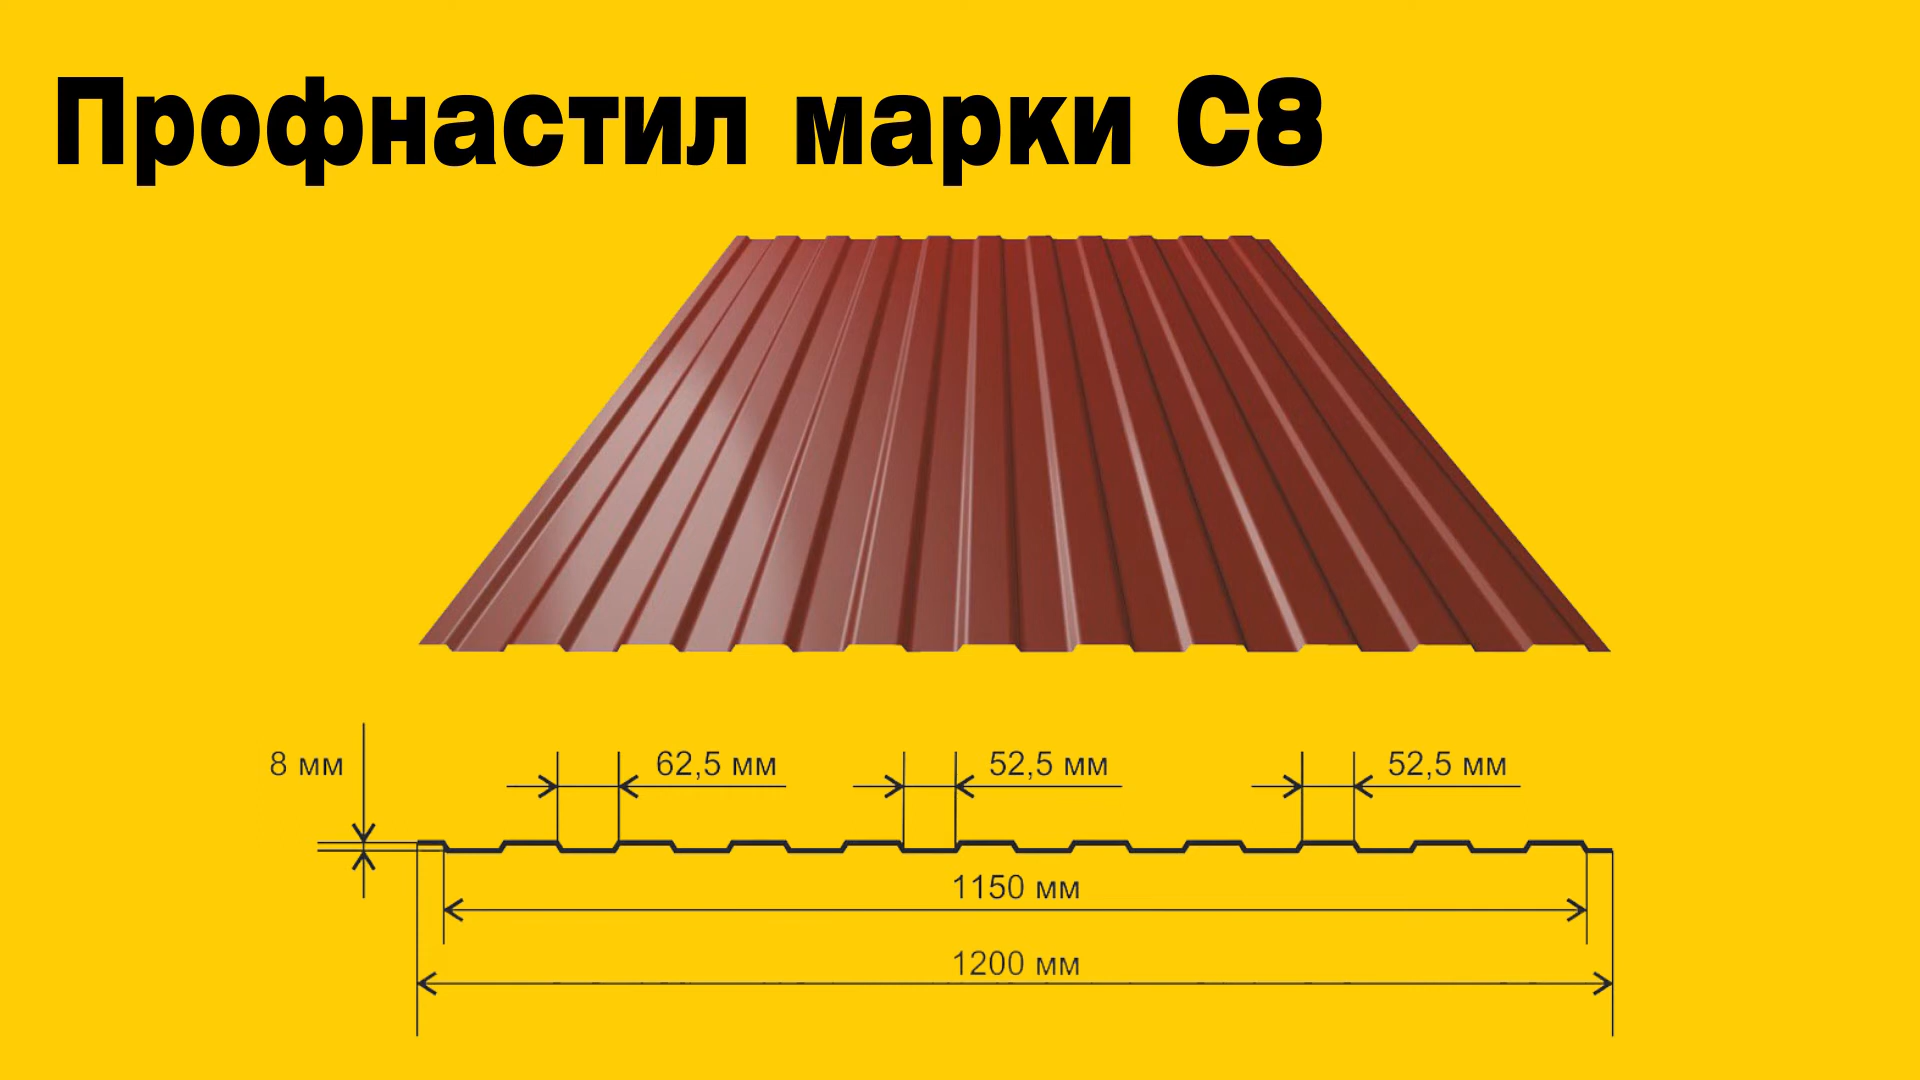 Профнастил марки С8
8 мм
62,5 мм
52,5 мм
52,5 мм
1150 мм
1200 мм